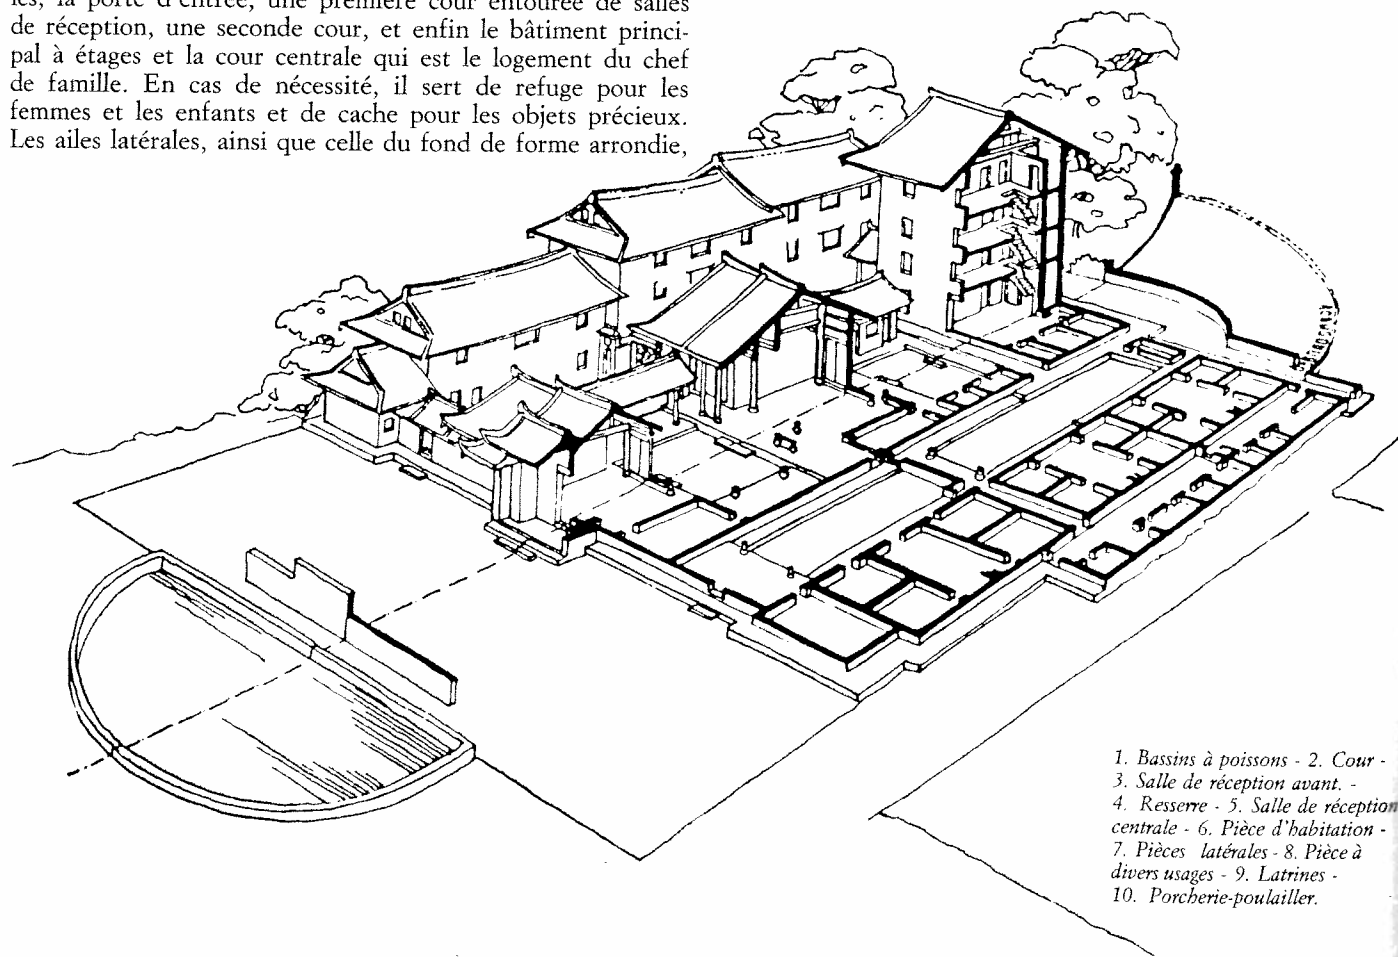 les, la porte d'entrée, une première cour entourée de salles
de réception, une seconde cour, et enfin le bâtiment princi-
pal à étages et la cour centrale qui est le logement du chef
de famille. En cas de nécessité, il sert de refuge pour les
femmes et les enfants et de cache pour les objets précieux.
Les ailes latérales, ainsi que celle du fond de forme arrondie,
1. Bassins à poissons - 2. Cour -
3. Salle de réception avant. -
4. Resserre - 5. Salle de réception
centrale - 6. Pièce d'habitation -
7. Pièces latérales - 8. Pièce à
divers usages - 9. Latrines -
10. Porcherie-poulailler.